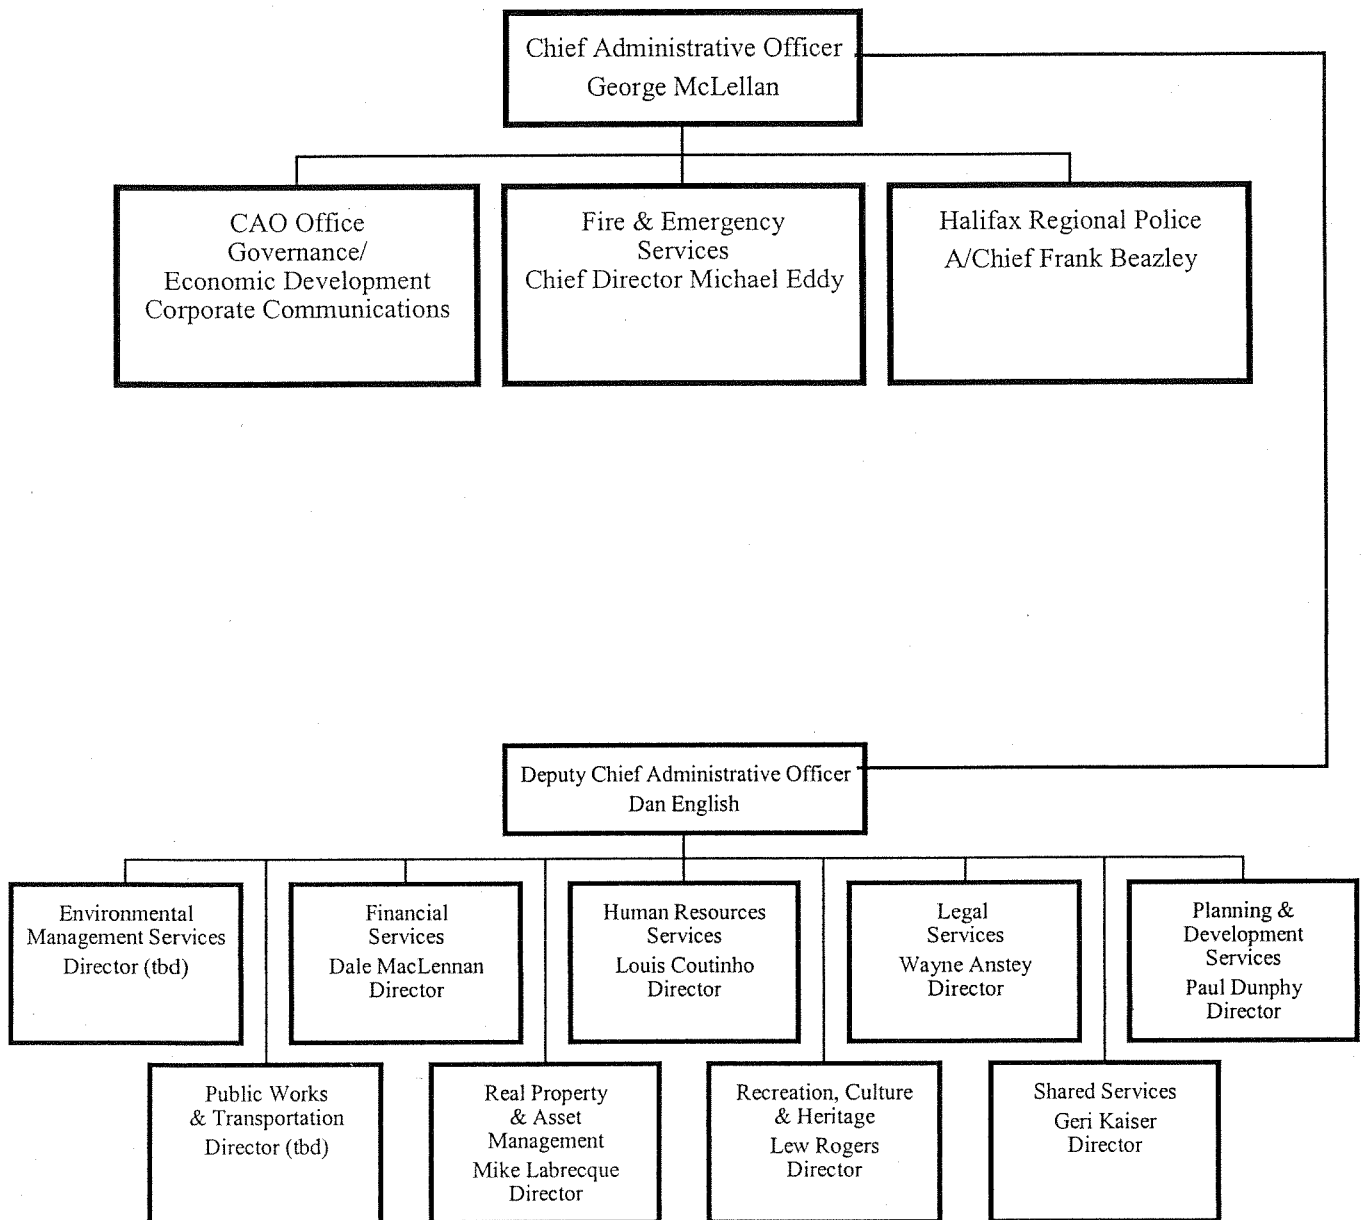 Chief Administrative Officer
George McLellan
CAO Office
Governance/
Economic Development
Corporate Communications
Fire & Emergency
Services
Chief Director Michael Eddy
Halifax Regional Police
A/Chief Frank Beazley
Deputy Chief Administrative Officer
Dan English
Environmental
Management Services
Director (tbd)
Financial
Services
Dale MacLennan
Director
Human Resources
Services
Louis Coutinho
Director
Legal
Services
Wayne Anstey
Director
Planning &
Development
Services
Paul Dunphy
Director
Public Works
& Transportation
Director (tbd)
Real Property
& Asset
Management
Mike Labrecque
Director
Recreation, Culture
& Heritage
Lew Rogers
Director
Shared Services
Geri Kaiser
Director